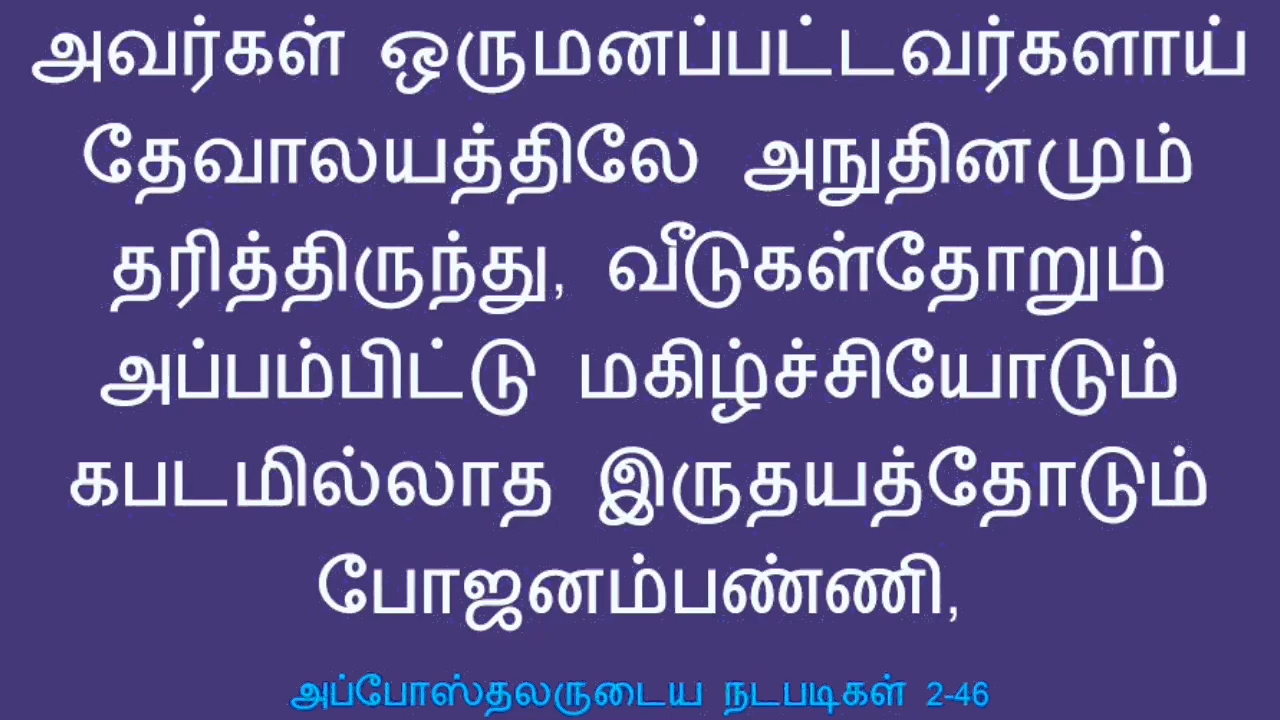 அவர்கள் ஒருமனப்பட்டவர்களாய்
தேவாலயத்திலே அநுதினமும்
தரித்திருந்து, வீடுகள்தோறும்
அப்பம்பிட்டு மகிழ்ச்சியோடும்
கபடமில்லாத இருதயத்தோடும்
போஜனம்பண்ணி,
அப்போஸ்தலருடைய நடபடிகள் 2-46